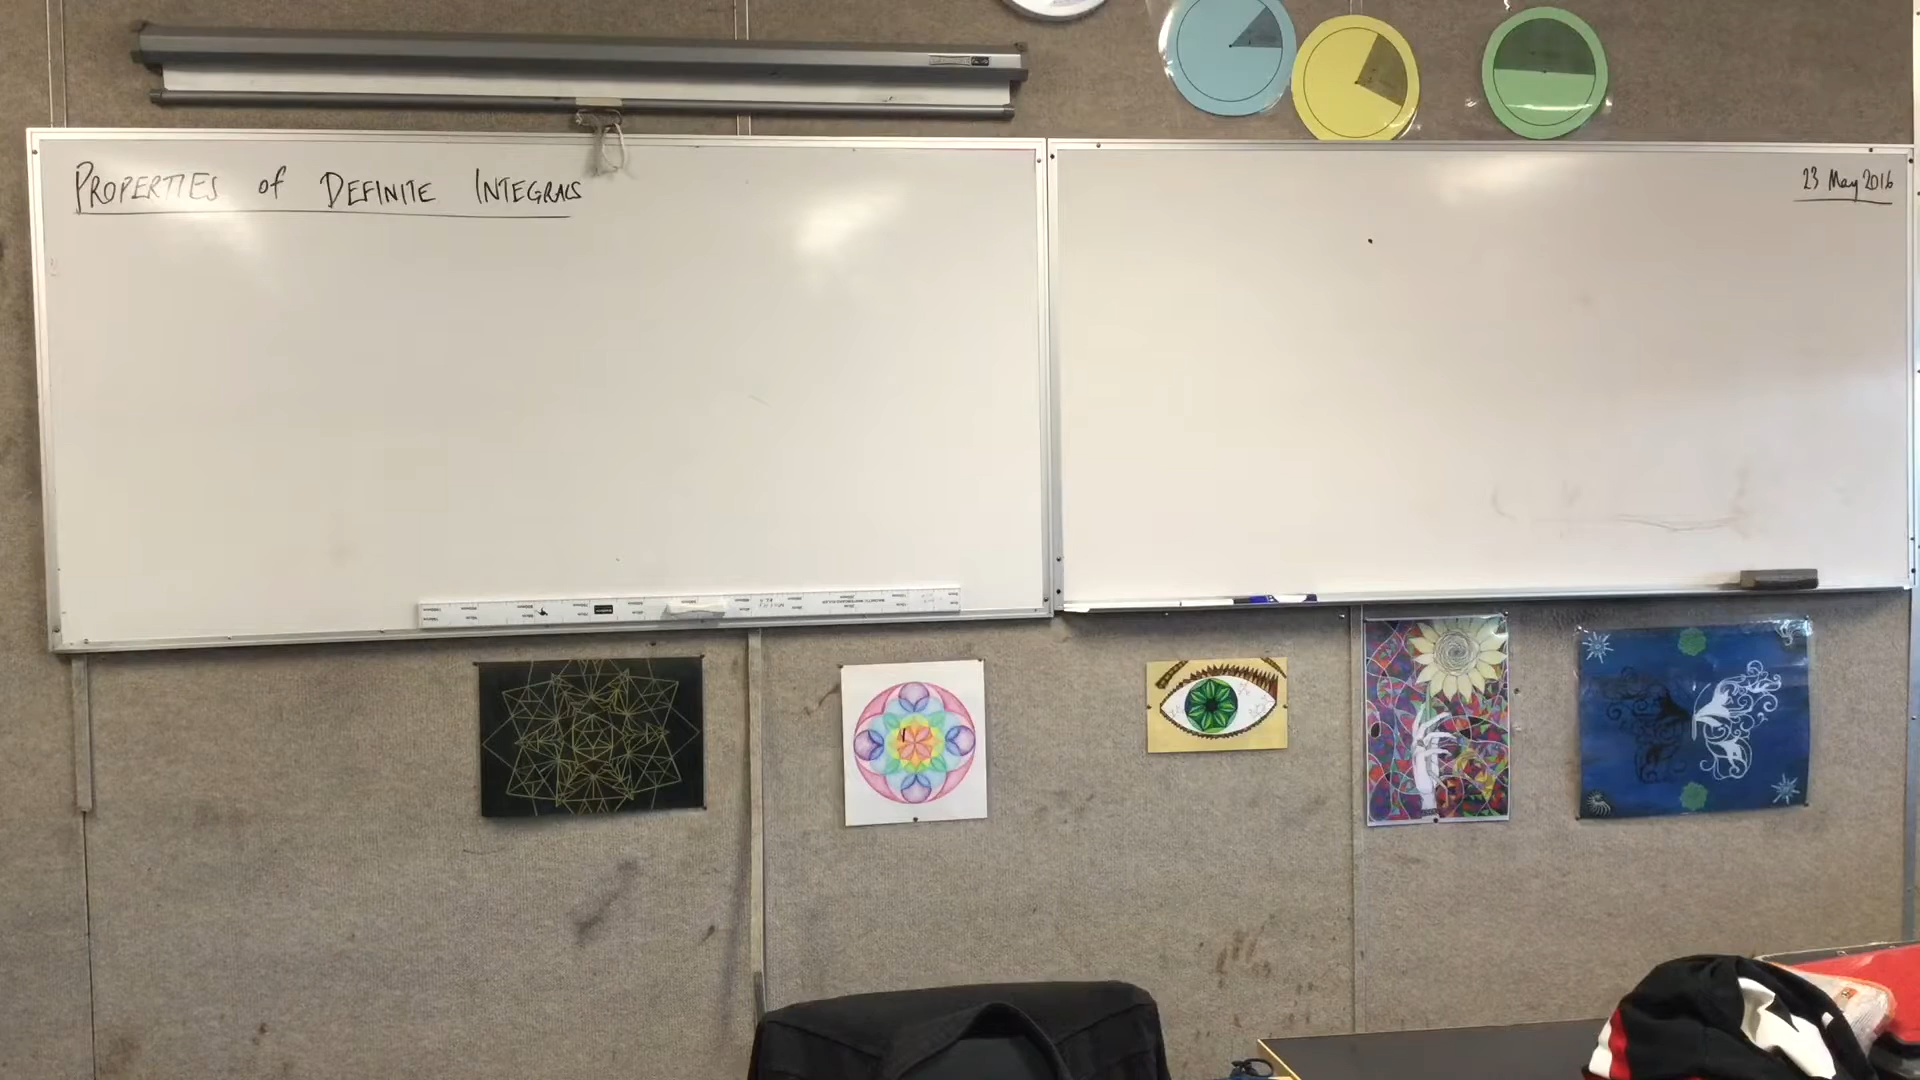 PROPERTIES of DEFINITE INTEGRALS
23 May 2016